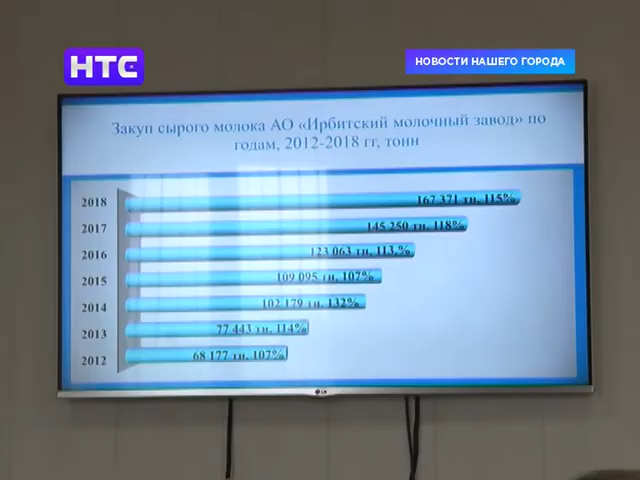 НТС
НОВОСТИ НАШЕГО ГОРОДА
Закуп сырого молока АО «Ирбитский молочный завод» по
годам, 2012-2018 гг, тонн
2018 167 371 тн, 115%
2017 145 250 тн, 118%
2016 123 063 тн, 113,%
2015 109 095 тн, 107%
2014 102 179 тн, 132%
2013 77 443 тн, 114%
2012 68 177 тн, 107%
LG